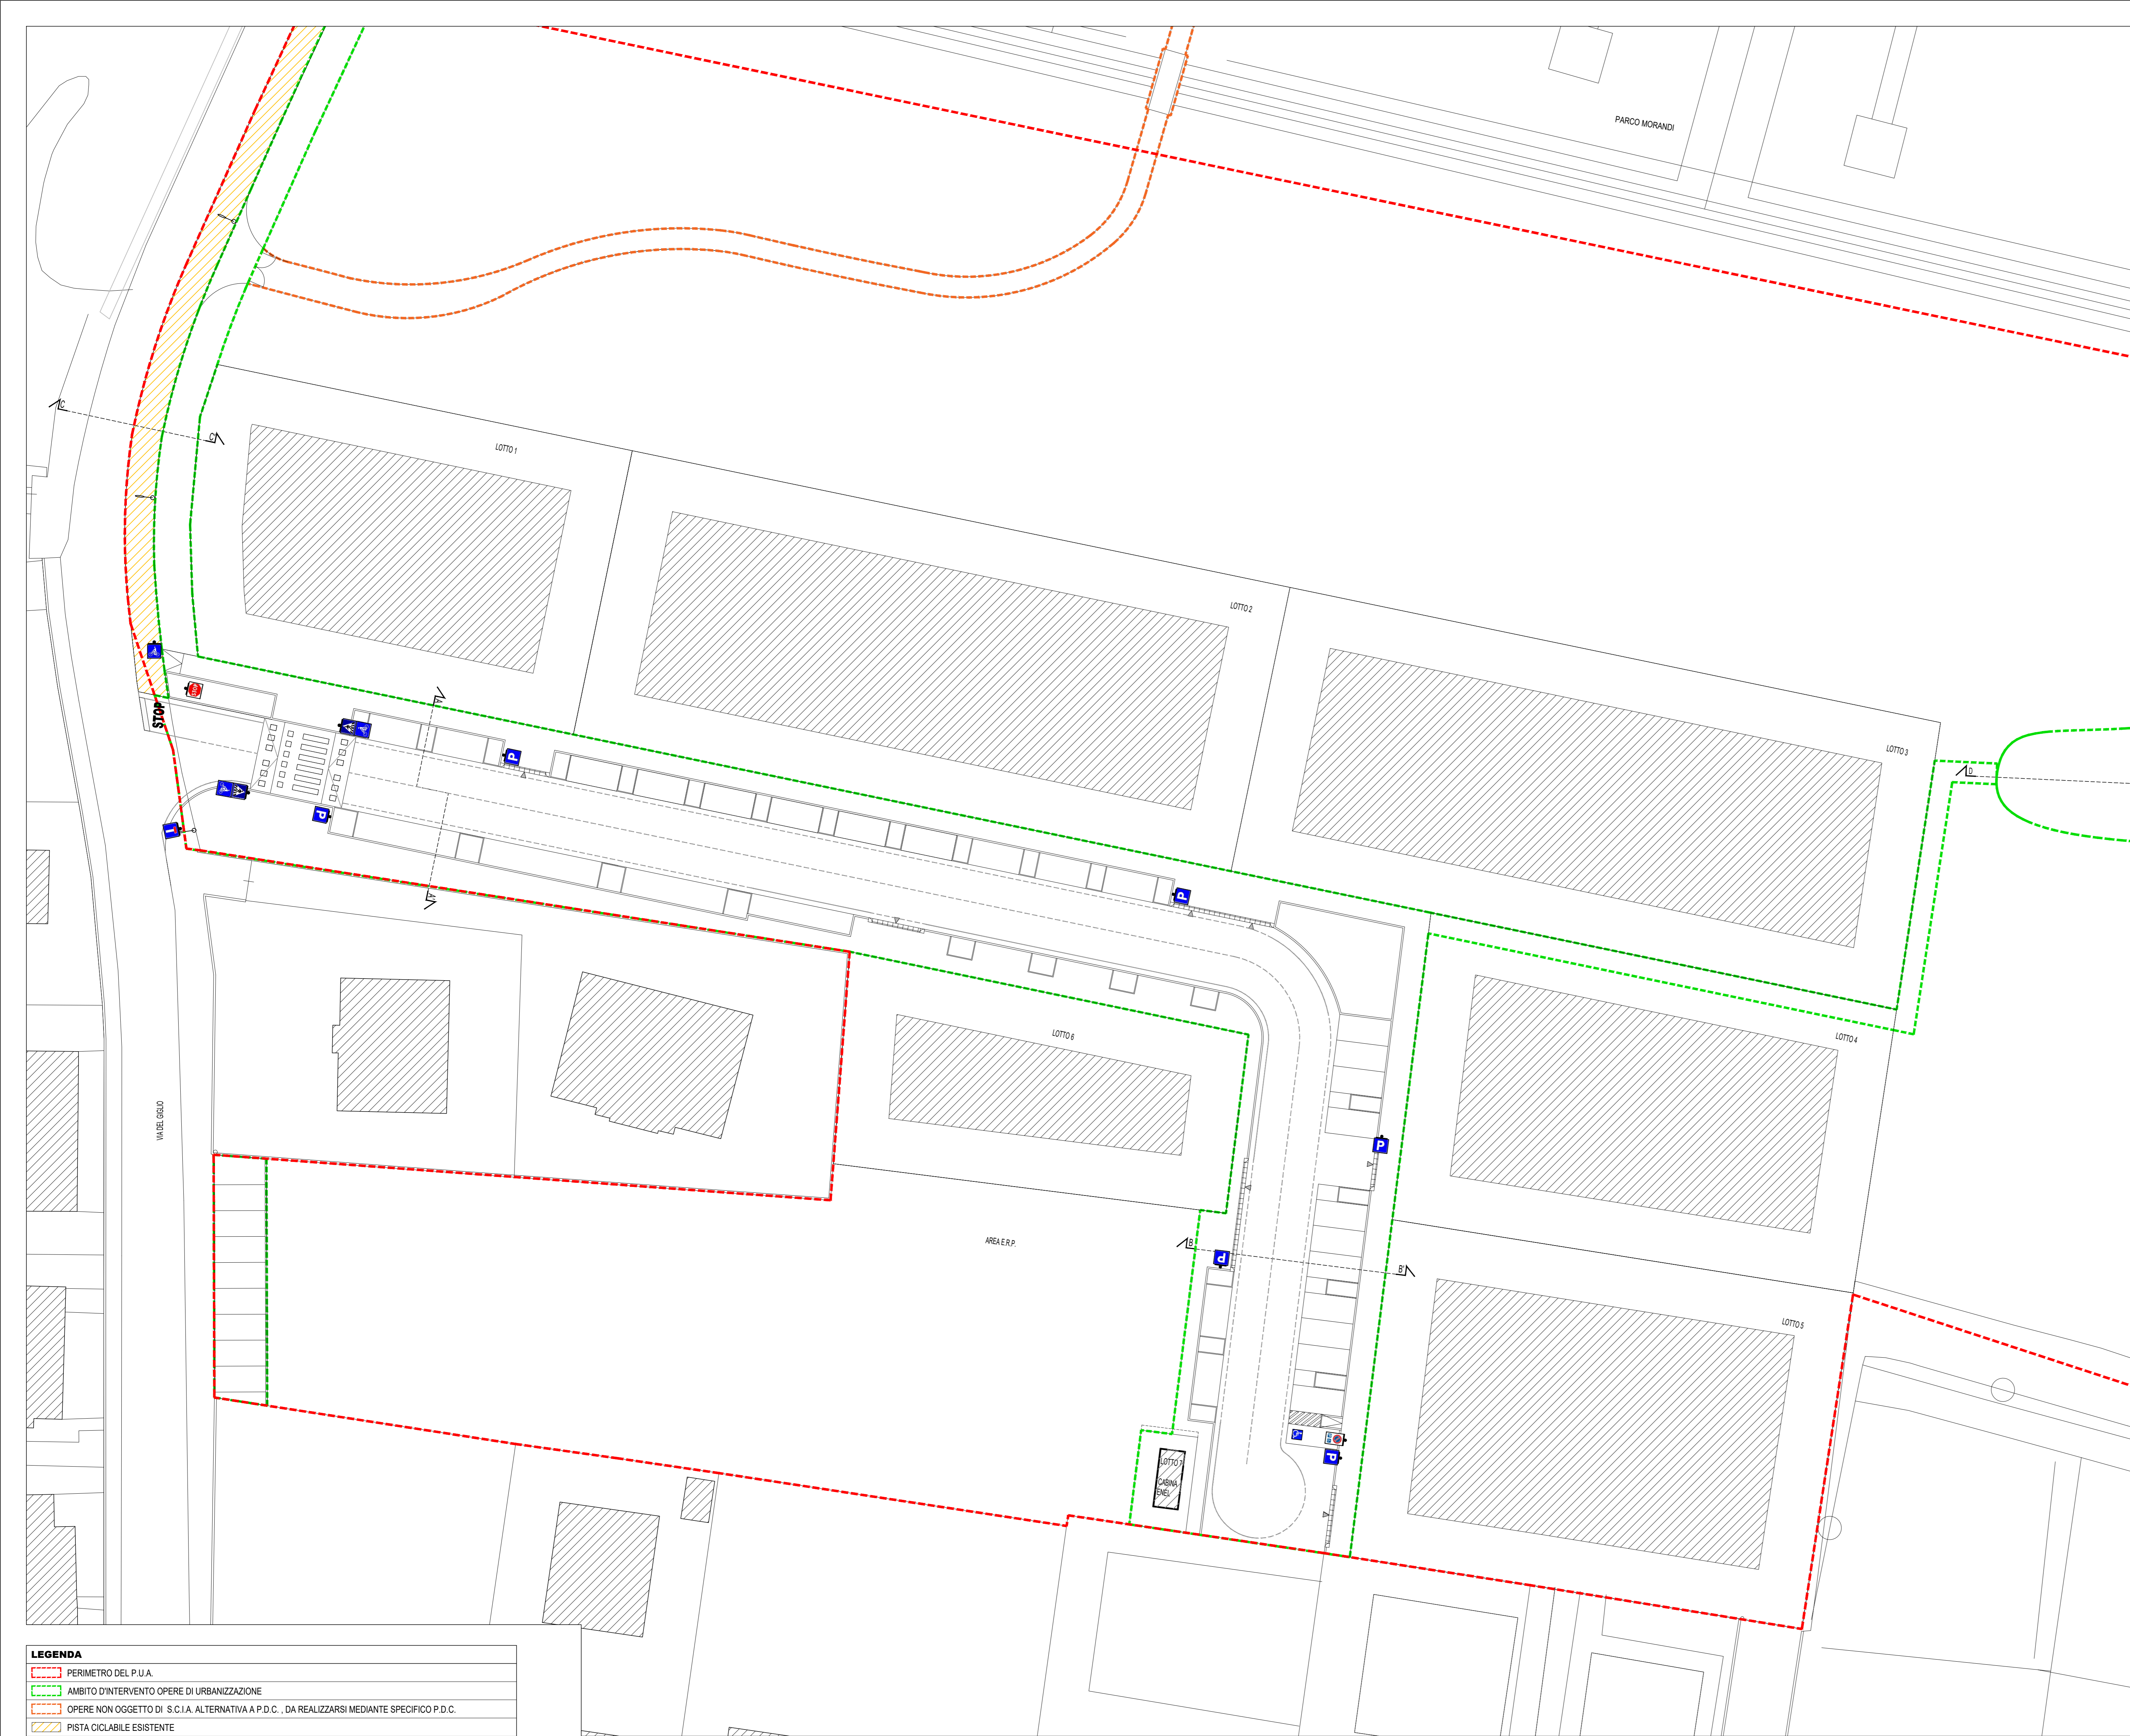 PARCO MORANDI
C
C'
LOTTO 1
LOTTO 2
LOTTO 3
D
STOP
A
P
P
P
A'
LOTTO 6
LOTTO 4
VIA DEL GIGLIO
P
AREA E.R.P.
B
B'
P
LOTTO 5
P
LOTTO 7
CABINA
ENEL
LEGENDA
PERIMETRO DEL P.U.A.
AMBITO D'INTERVENTO OPERE DI URBANIZZAZIONE
OPERE NON OGGETTO DI S.C.I.A. ALTERNATIVA A P.D.C. , DA REALIZZARSI MEDIANTE SPECIFICO P.D.C.
PISTA CICLABILE ESISTENTE